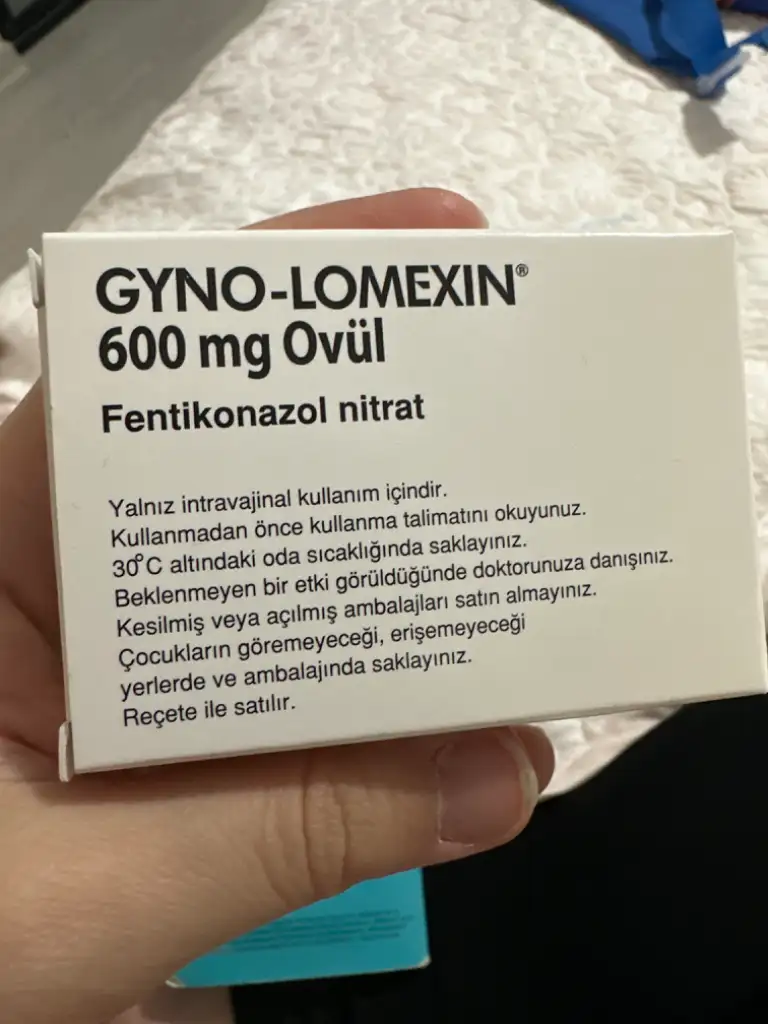 GYNO-LOMEXIN®
600 mg Ovül
Fentikonazol nitrat
Yalnız intravajinal kullanım içindir.
Kullanmadan önce kullanma talimatını okuyunuz.
30°C altındaki oda sıcaklığında saklayınız.
Beklenmeyen bir etki görüldüğünde doktorunuza danışınız.
Kesilmiş veya açılmış ambalajları satın almayınız.
Çocukların göremeyeceği, erişemeyeceği
yerlerde ve ambalajında saklayınız.
Reçete ile satılır.